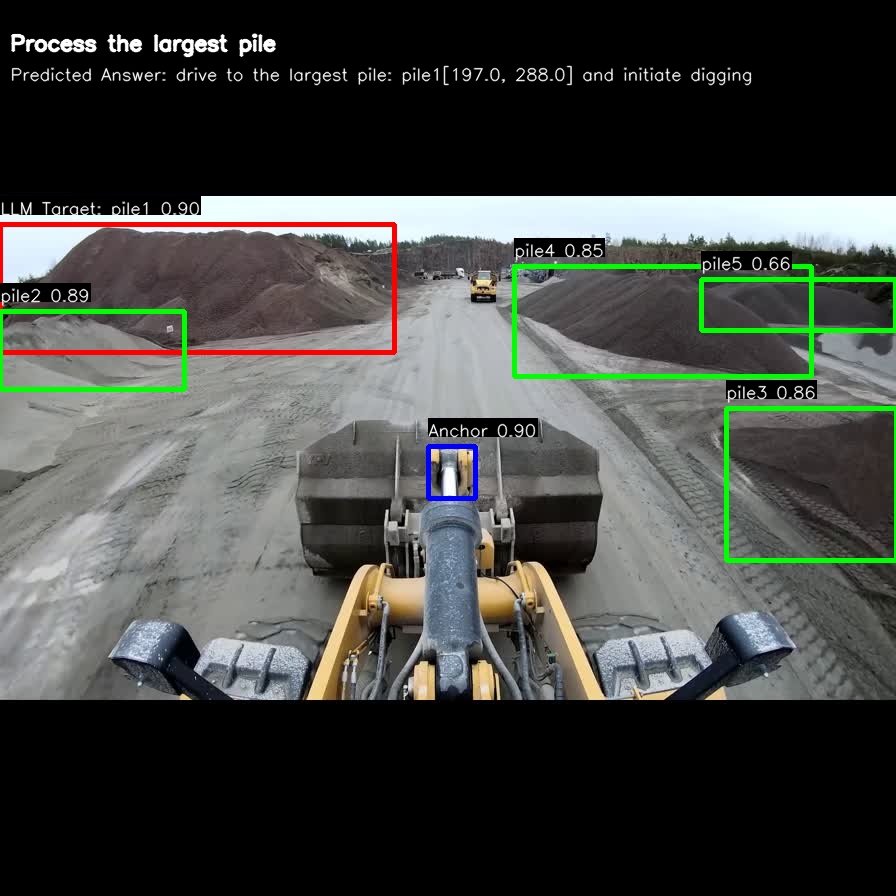 Process the largest pile
Predicted Answer: drive to the largest pile: pile1[197.0, 288.0] and initiate digging
LLM Target: pile1 0.90
pile4 0.85
pile5 0.66
pile2 0.89
pile3 0.86
Anchor 0.90